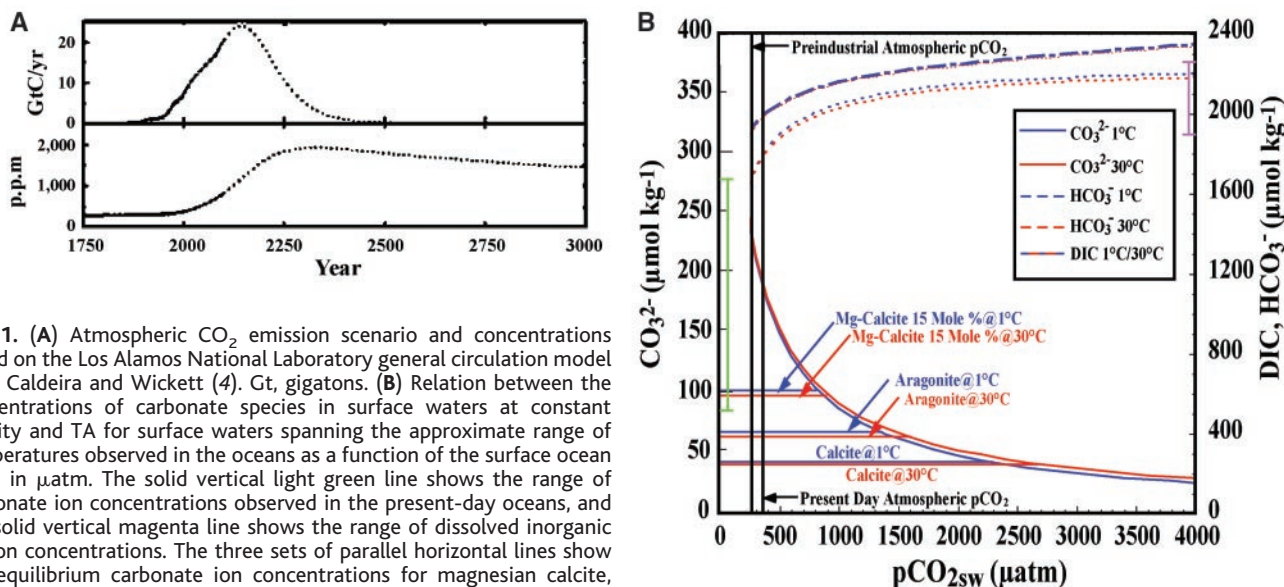 A
GtC/yr
20
10
0
p.p.m
2,000
1,000
0
1750 2000 2250 2500 2750 3000
Year
1. (A) Atmospheric CO₂ emission scenario and concentrations
on the Los Alamos National Laboratory general circulation model
Caldeira and Wickett (4). Gt, gigatons. (B) Relation between the
of carbonate species in surface waters at constant
and TA for surface waters spanning the approximate range of
observed in the oceans as a function of the surface ocean
in µatm. The solid vertical light green line shows the range of
ion concentrations observed in the present-day oceans, and
solid vertical magenta line shows the range of dissolved inorganic
concentrations. The three sets of parallel horizontal lines show
equilibrium carbonate ion concentrations for magnesian calcite,
B
CO₃²⁻ (µmol kg⁻¹)
400
350
300
250
200
150
100
50
0
Preindustrial Atmospheric pCO₂
CO₃²⁻ 1°C
CO₃²⁻ 30°C
HCO₃⁻ 1°C
HCO₃⁻ 30°C
DIC 1°C/30°C
Mg-Calcite 15 Mole %@1°C
Mg-Calcite 15 Mole %@30°C
Aragonite@1°C
Aragonite@30°C
Calcite@1°C
Calcite@30°C
Present Day Atmospheric pCO₂
2400
2000
1600
1200
800
400
0
DIC, HCO₃⁻ (µmol kg⁻¹)
0 500 1000 1500 2000 2500 3000 3500 4000
pCO₂sw (µatm)